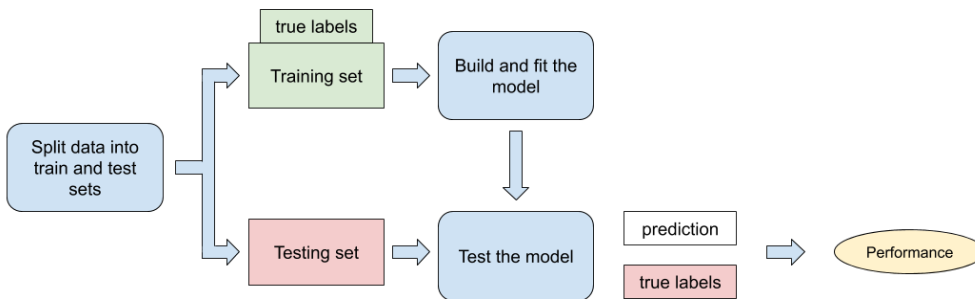 true labels
Training set
Build and fit the
model
Split data into
train and test
sets
Testing set
Test the model
prediction
true labels
Performance